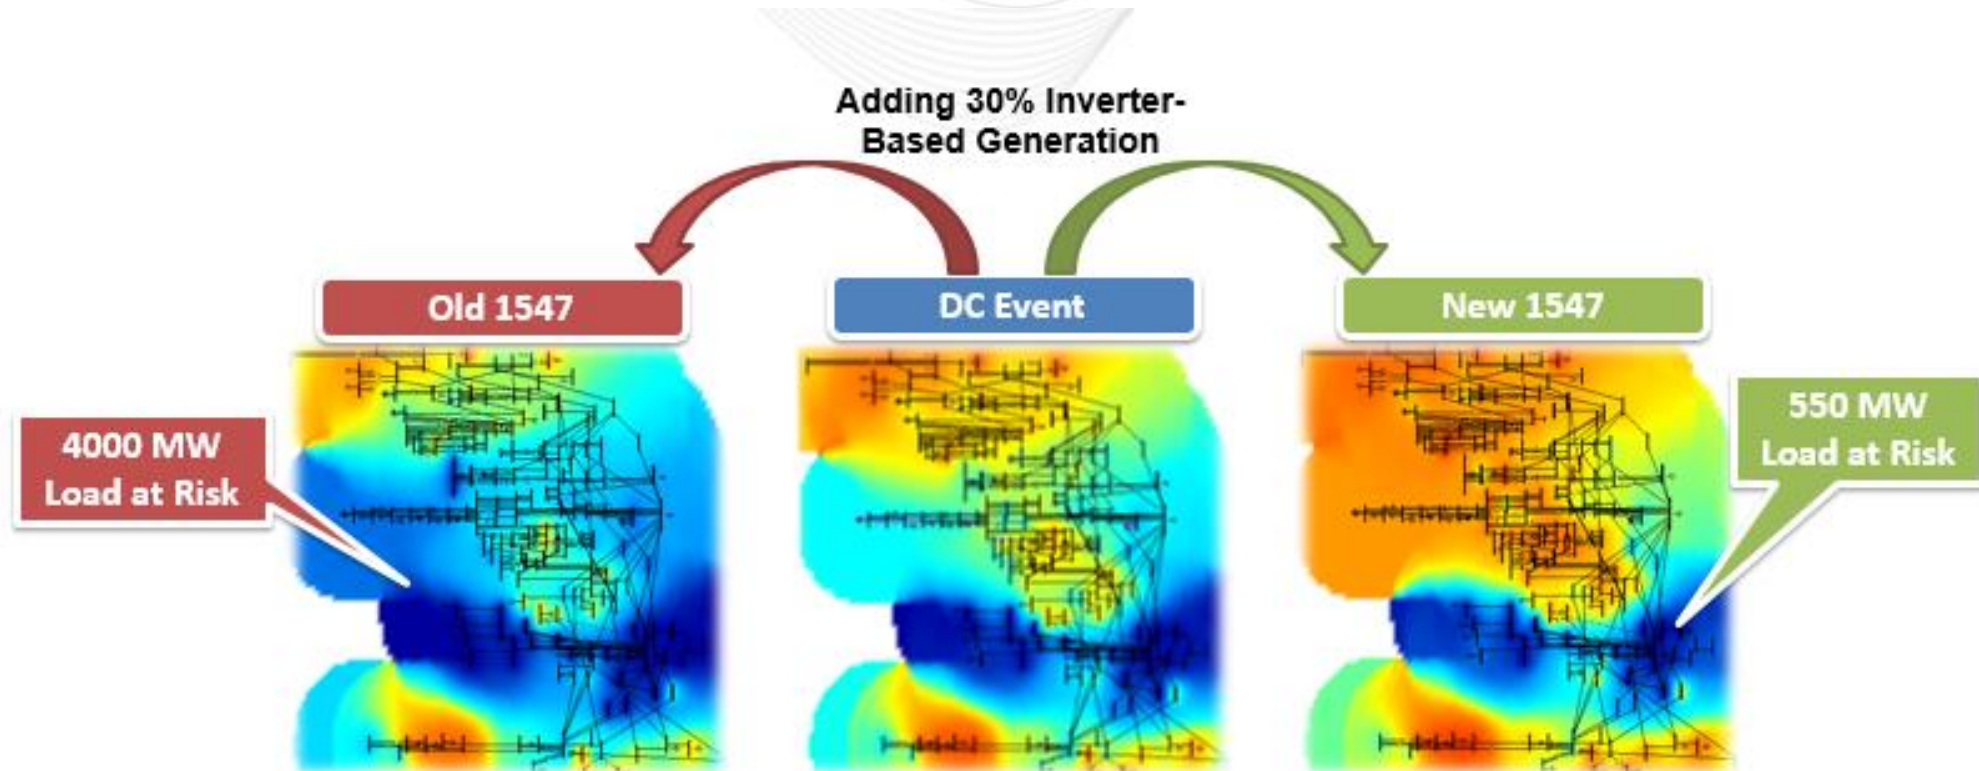 Adding 30% Inverter-
Based Generation
Old 1547
DC Event
New 1547
4000 MW
Load at Risk
550 MW
Load at Risk